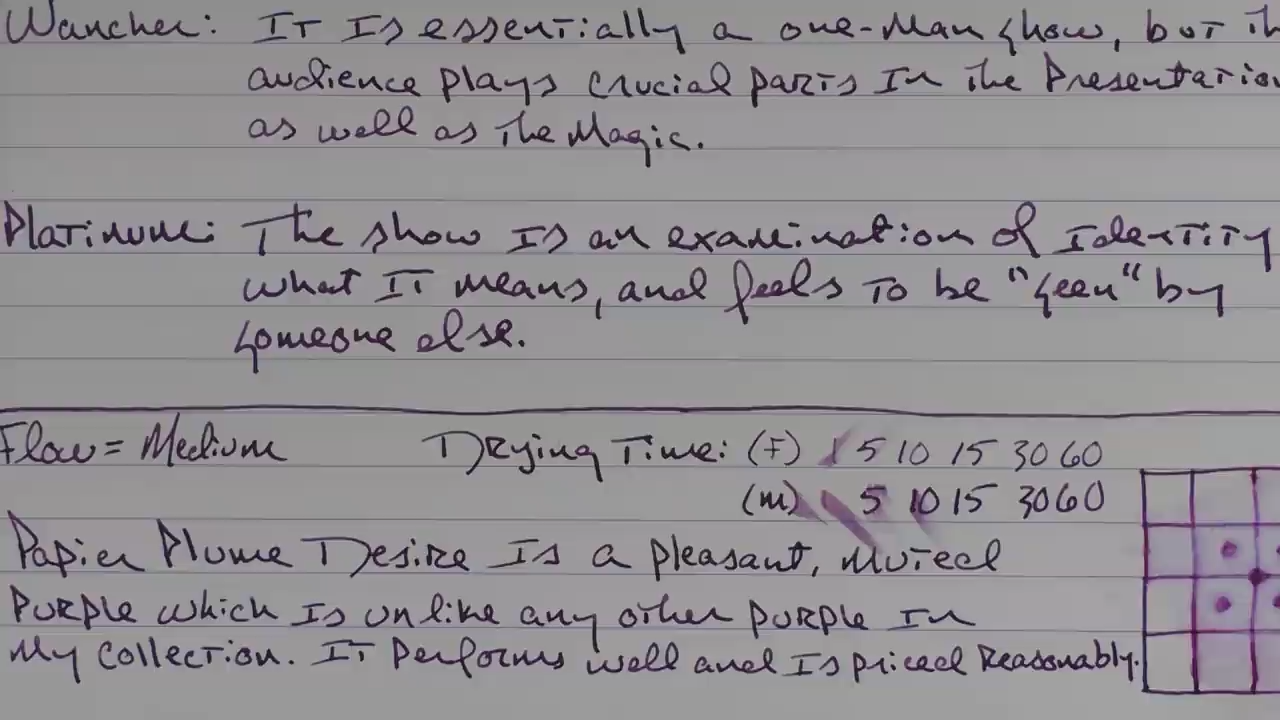 Wancher: It Is essentially a one-Man show, but th
audience plays crucial parts In the Presentatio
as well as The Magic.
Platinum: The show Is an examination of Identity
what IT means, and feels To be "seen" by
someone else.
Flow = Medium Drying Time: (F) 1 5 10 15 30 60
(m) 1 5 10 15 30 60
Papier Plume Desire Is a pleasant, Muted
Purple which Is unlike any other purple In
My Collection. IT Performs well and Is priced Reasonably.